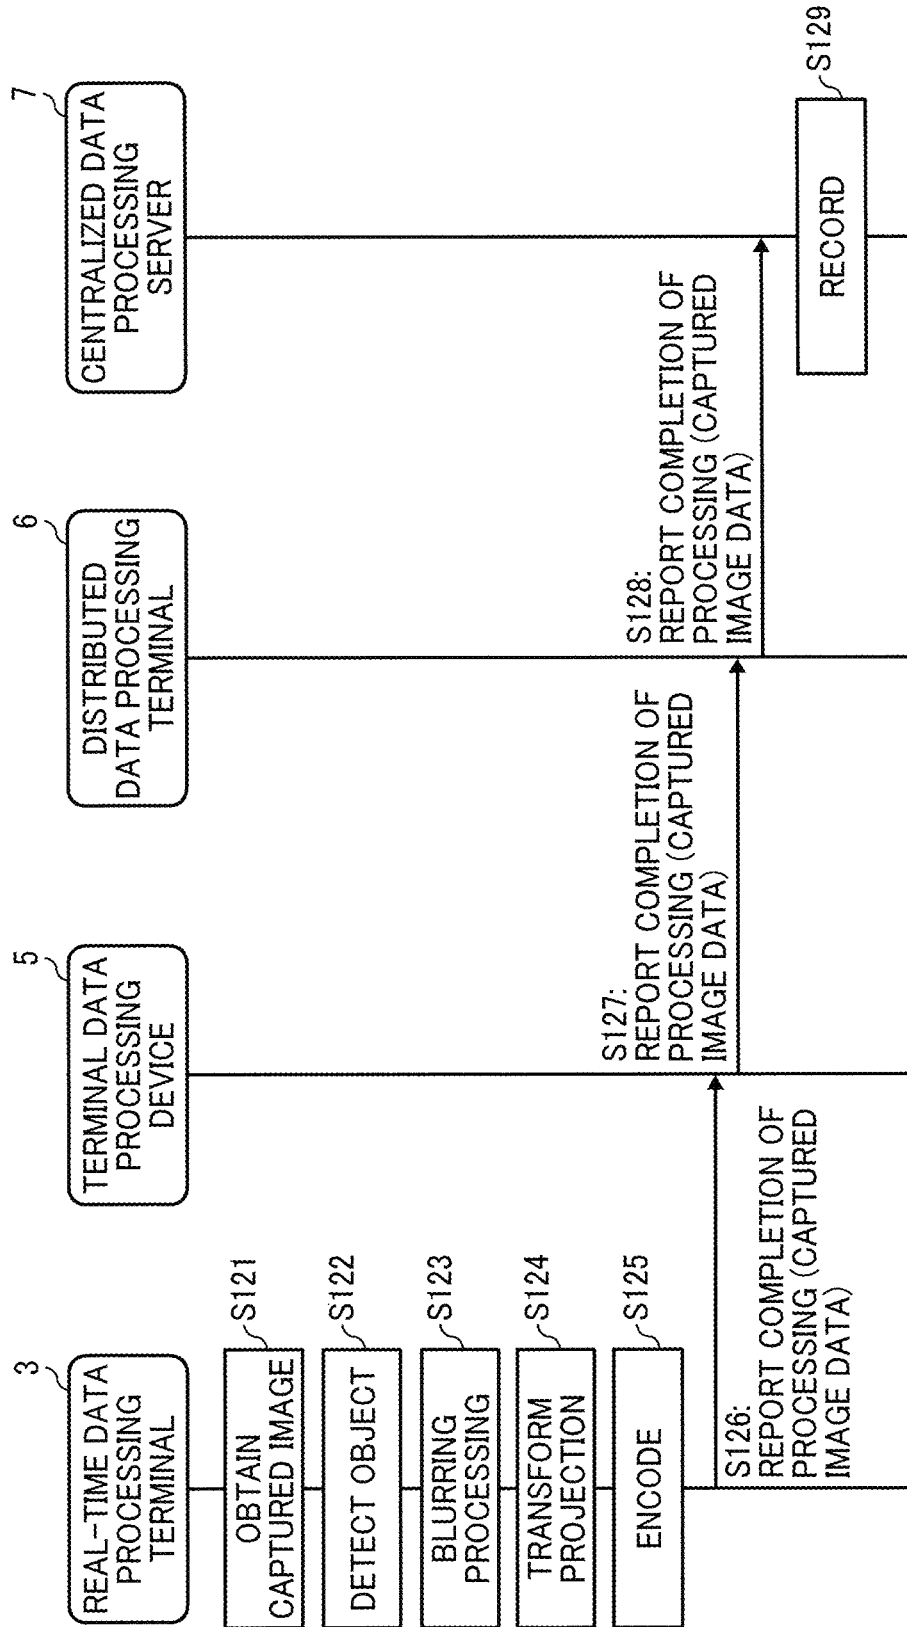 3
REAL-TIME DATA
PROCESSING
TERMINAL
5
TERMINAL DATA
PROCESSING
DEVICE
6
DISTRIBUTED
DATA PROCESSING
TERMINAL
7
CENTRALIZED DATA
PROCESSING
SERVER
S121
OBTAIN
CAPTURED IMAGE
S122
DETECT OBJECT
S123
BLURRING
PROCESSING
S124
TRANSFORM
PROJECTION
S125
ENCODE
S126:
REPORT COMPLETION OF
PROCESSING (CAPTURED
IMAGE DATA)
S127:
REPORT COMPLETION OF
PROCESSING (CAPTURED
IMAGE DATA)
S128:
REPORT COMPLETION OF
PROCESSING (CAPTURED
IMAGE DATA)
S129
RECORD